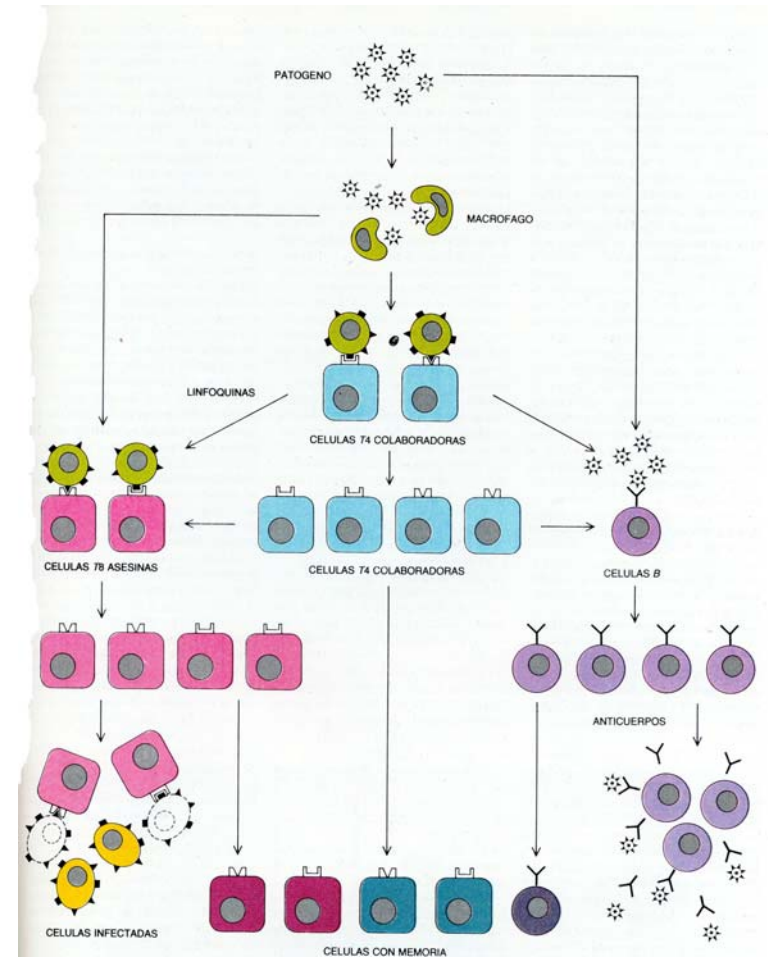 PATOGENO
MACROFAGO
LINFOQUINAS
CELULAS T4 COLABORADORAS
CELULAS T8 ASESINAS
CELULAS T4 COLABORADORAS
CELULAS B
ANTICUERPOS
CELULAS INFECTADAS
CELULAS CON MEMORIA